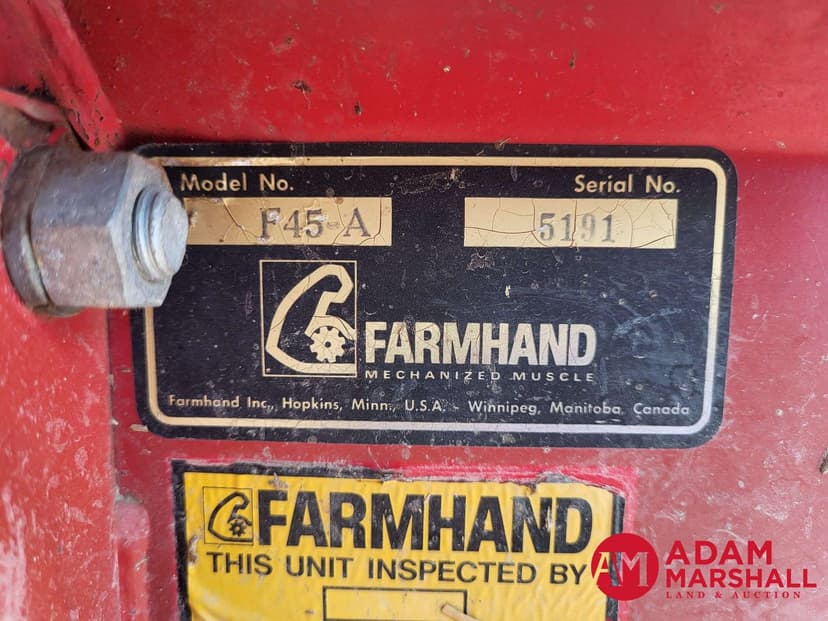 Model No. Serial No.
F45-A 5191
FARMHAND
MECHANIZED MUSCLE
Farmhand Inc., Hopkins, Minn., U.S.A. - Winnipeg, Manitoba, Canada
FARMHAND
THIS UNIT INSPECTED BY
AM ADAM
MARSHALL
LAND & AUCTION